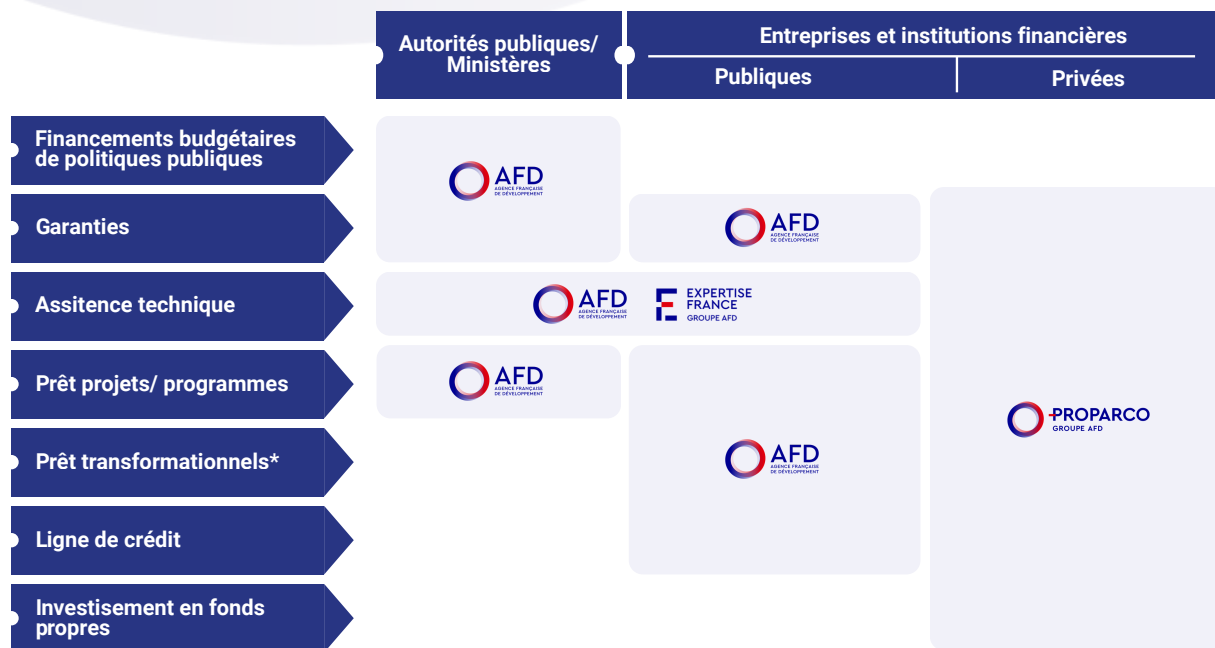 Autorités publiques/
Ministères
Entreprises et institutions financières
Publiques
Privées
Financements budgétaires
de politiques publiques
AFD
AGENCE FRANÇAISE
DE DÉVELOPPEMENT
Garanties
AFD
AGENCE FRANÇAISE
DE DÉVELOPPEMENT
Assitence technique
AFD
AGENCE FRANÇAISE
DE DÉVELOPPEMENT
EXPERTISE
FRANCE
GROUPE AFD
Prêt projets/ programmes
AFD
AGENCE FRANÇAISE
DE DÉVELOPPEMENT
PROPARCO
GROUPE AFD
Prêt transformationnels*
AFD
AGENCE FRANÇAISE
DE DÉVELOPPEMENT
Ligne de crédit
Investisement en fonds
propres